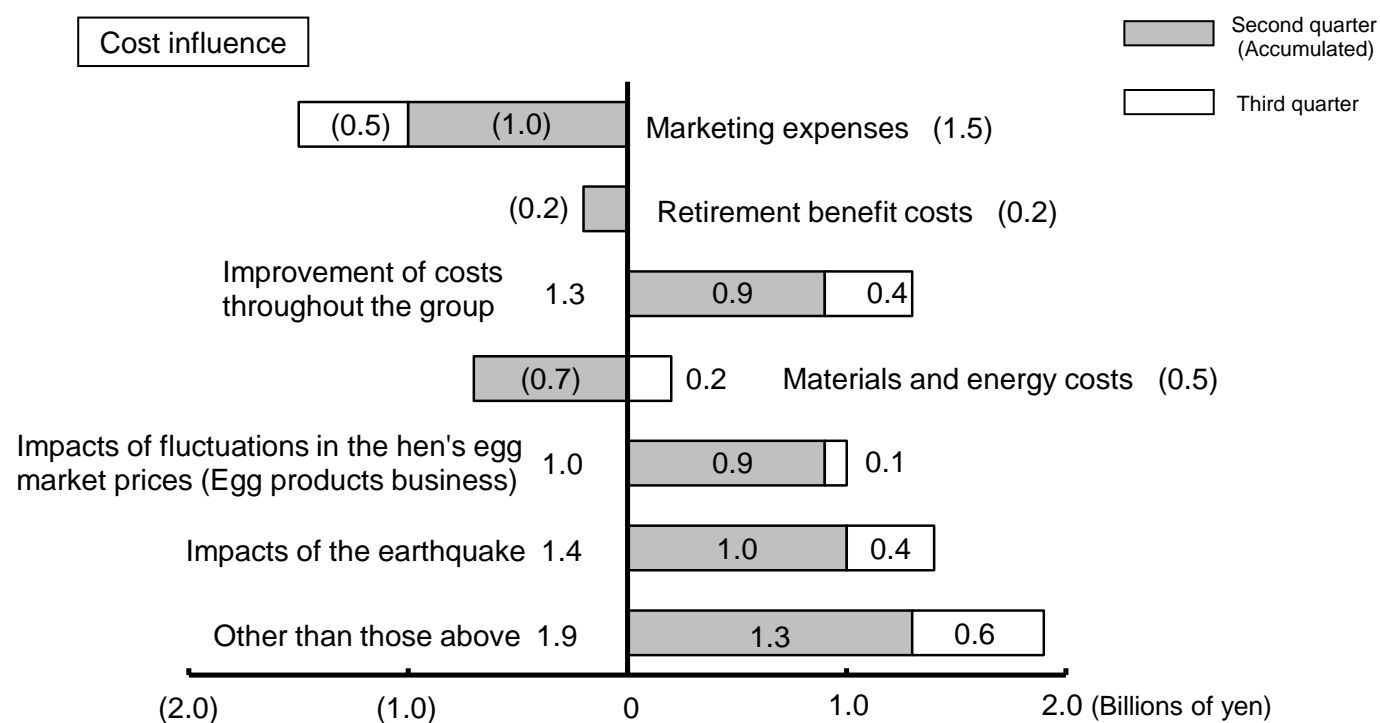 Cost influence
Second quarter
(Accumulated)
Third quarter
(0.5) (1.0) Marketing expenses (1.5)
(0.2) Retirement benefit costs (0.2)
Improvement of costs
throughout the group
1.3 0.9 0.4
(0.7) 0.2 Materials and energy costs (0.5)
Impacts of fluctuations in the hen's egg
market prices (Egg products business)
1.0 0.9 0.1
Impacts of the earthquake 1.4 1.0 0.4
Other than those above 1.9 1.3 0.6
(2.0) (1.0) 0 1.0 2.0 (Billions of yen)